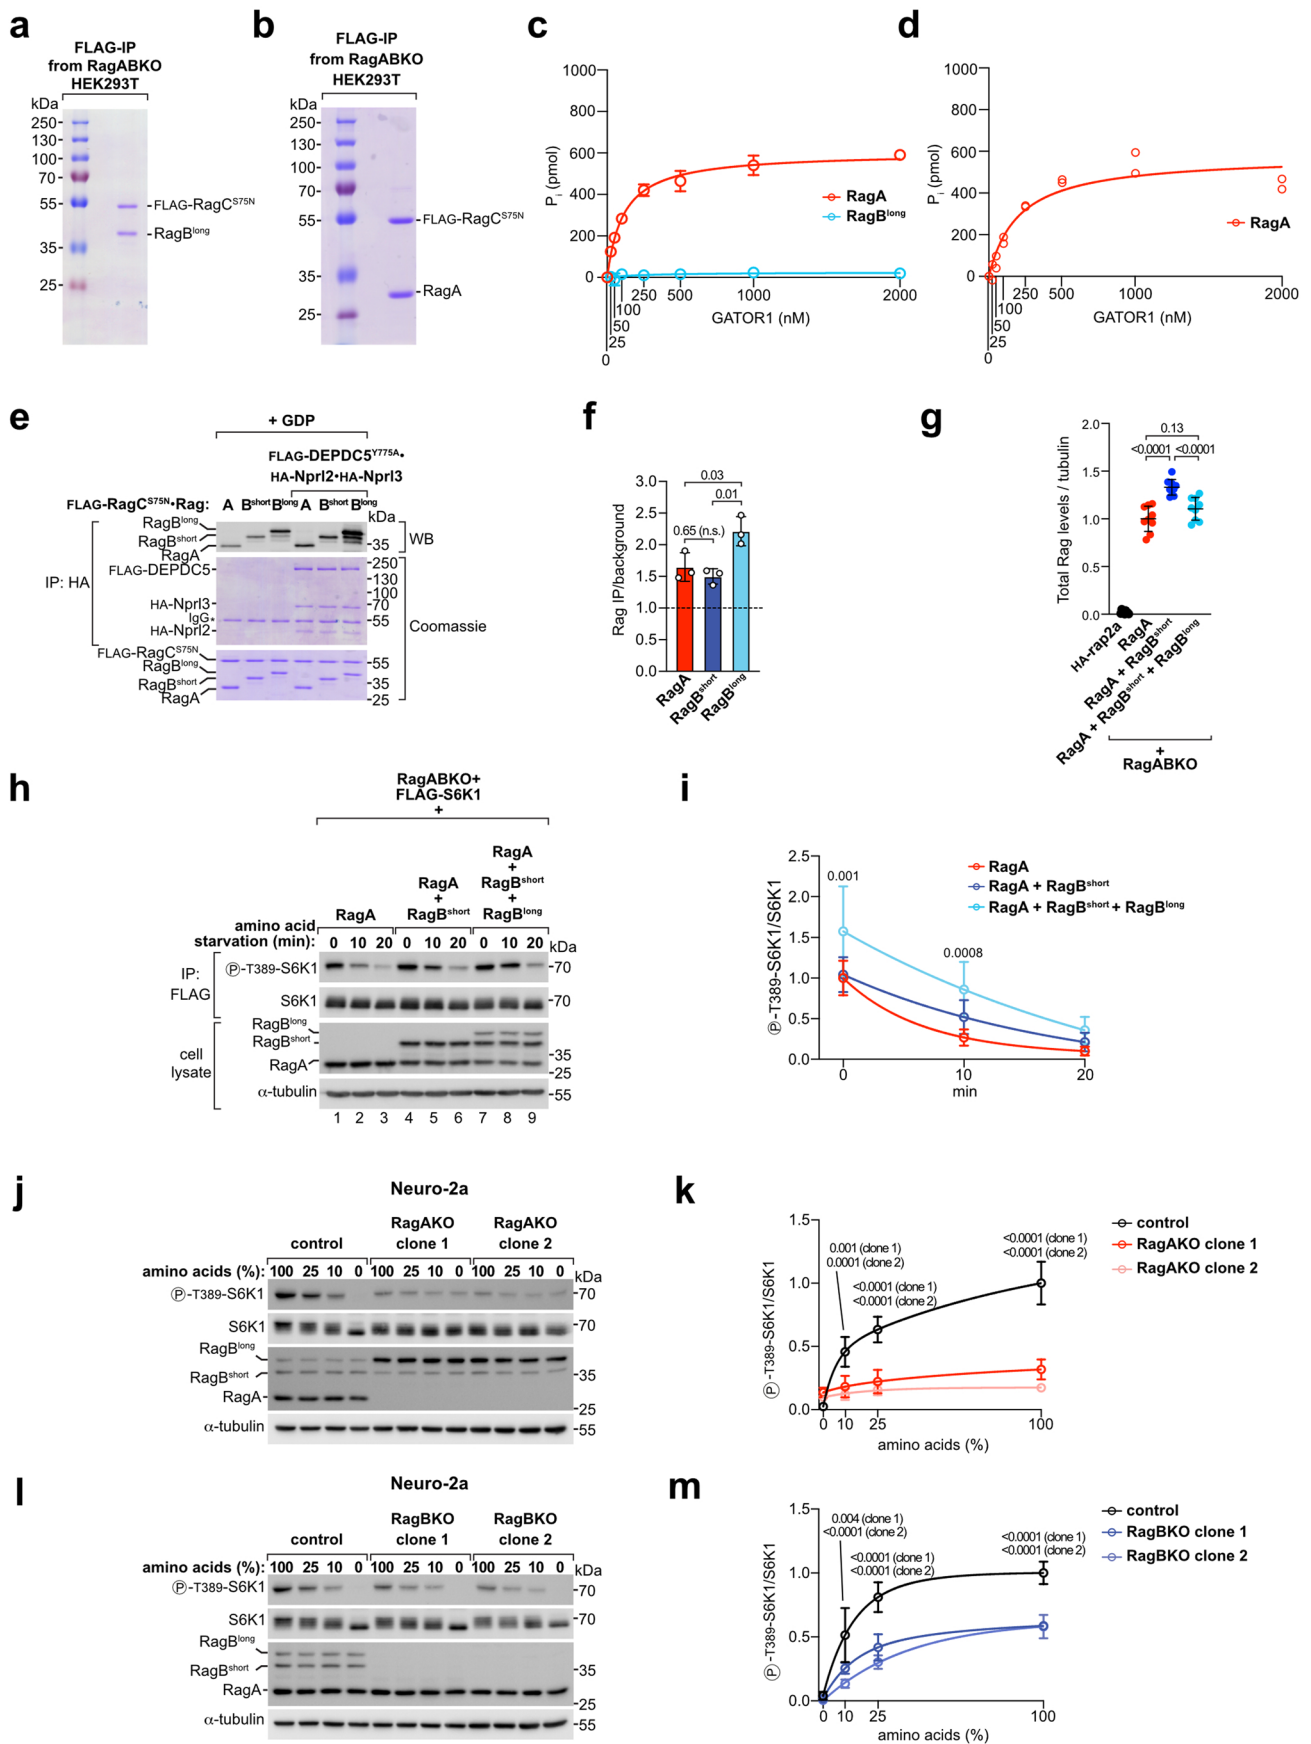 a
FLAG-IP
from RagABKO
HEK293T
kDa
250
130
100
70
55
35
25
FLAG-RagC^S75N
RagB^long
b
FLAG-IP
from RagABKO
HEK293T
kDa
250
130
100
70
55
35
25
FLAG-RagC^S75N
RagA
c
1000
800
600
400
200
0
Pi (pmol)
RagA
RagB^long
0
25
50
100
250
500
1000
2000
GATOR1 (nM)
d
1000
800
600
400
200
0
Pi (pmol)
RagA
0
25
50
100
250
500
1000
2000
GATOR1 (nM)
e
+ GDP
FLAG-DEPDC5^Y775A•
HA-Nprl2•HA-Nprl3
FLAG-RagC^S75N•Rag: A B^short B^long A B^short B^long
kDa
RagB^long
RagB^short
RagA
35
WB
IP: HA
FLAG-DEPDC5
HA-Nprl3
IgG*
HA-Nprl2
250
130
100
70
55
Coomassie
FLAG-RagC^S75N
RagB^long
RagB^short
RagA
55
35
25
f
3.0
2.5
2.0
1.5
1.0
0.5
0.0
Rag IP/background
0.03
0.01
0.65 (n.s.)
RagA
RagB^short
RagB^long
g
2.0
1.5
1.0
0.5
0.0
Total Rag levels / tubulin
0.13
<0.0001 <0.0001
HA-rap2a
RagA
RagA + RagB^short
RagA + RagB^short + RagB^long
+
RagABKO
h
RagABKO+
FLAG-S6K1
+
RagA
RagA
+
RagB^short
RagA
+
RagB^short
+
RagB^long
amino acid
starvation (min): 0 10 20 0 10 20 0 10 20
kDa
IP:
FLAG
Ⓟ-T389-S6K1
70
S6K1
70
cell
lysate
RagB^long
RagB^short
RagA
35
25
α-tubulin
55
1 2 3 4 5 6 7 8 9
i
2.5
2.0
1.5
1.0
0.5
0.0
Ⓟ-T389-S6K1/S6K1
0.001
0.0008
RagA
RagA + RagB^short
RagA + RagB^short + RagB^long
0 10 20
min
j
Neuro-2a
control
RagAKO
clone 1
RagAKO
clone 2
amino acids (%): 100 25 10 0 100 25 10 0 100 25 10 0
kDa
Ⓟ-T389-S6K1
70
S6K1
70
RagB^long
RagB^short
RagA
35
25
α-tubulin
55
k
1.5
1.0
0.5
0.0
Ⓟ-T389-S6K1/S6K1
0.001 (clone 1)
0.0001 (clone 2)
<0.0001 (clone 1)
<0.0001 (clone 2)
<0.0001 (clone 1)
<0.0001 (clone 2)
control
RagAKO clone 1
RagAKO clone 2
0 10 25 100
amino acids (%)
l
Neuro-2a
control
RagBKO
clone 1
RagBKO
clone 2
amino acids (%): 100 25 10 0 100 25 10 0 100 25 10 0
kDa
Ⓟ-T389-S6K1
70
S6K1
70
RagB^long
RagB^short
RagA
35
25
α-tubulin
55
m
1.5
1.0
0.5
0.0
Ⓟ-T389-S6K1/S6K1
0.004 (clone 1)
<0.0001 (clone 2)
<0.0001 (clone 1)
<0.0001 (clone 2)
<0.0001 (clone 1)
<0.0001 (clone 2)
control
RagBKO clone 1
RagBKO clone 2
0 10 25 100
amino acids (%)